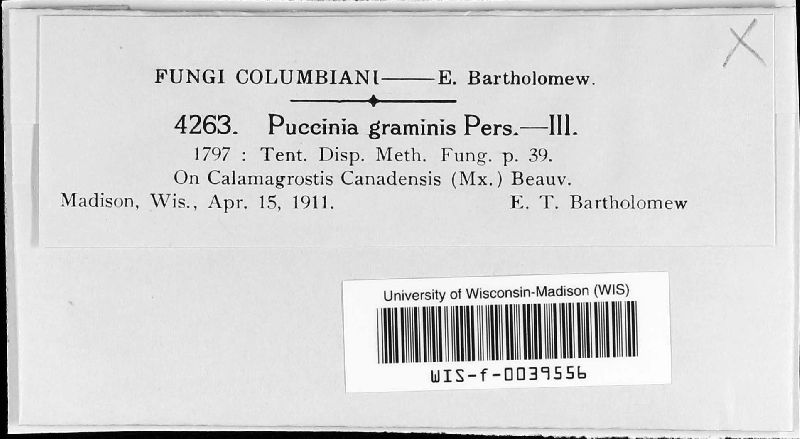 FUNGI COLUMBIANI—E. Bartholomew.
4263. Puccinia graminis Pers.—III.
1797 : Tent. Disp. Meth. Fung. p. 39.
On Calamagrostis Canadensis (Mx.) Beauv.
Madison, Wis., Apr. 15, 1911. E. T. Bartholomew
University of Wisconsin-Madison (WIS)
WIS-f-0039556